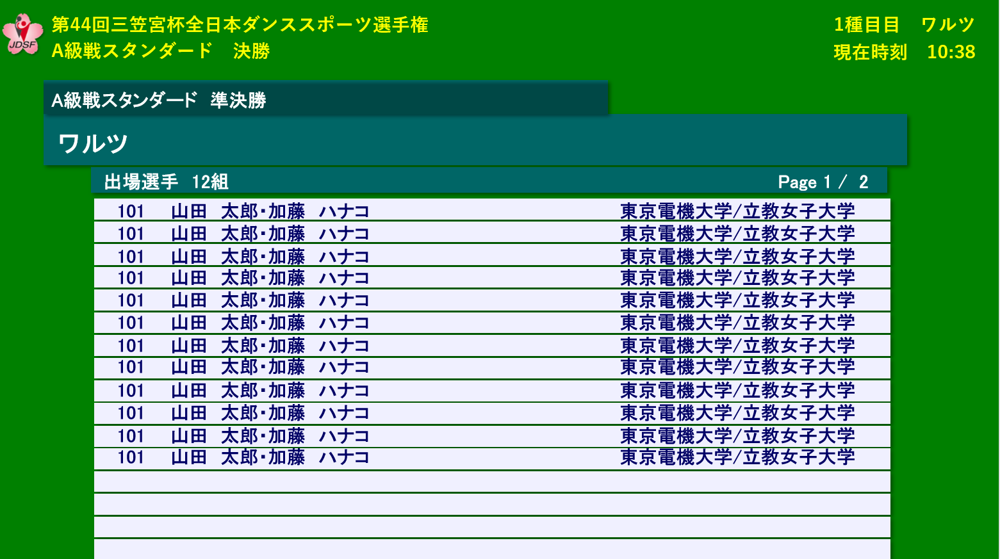 JDSF
第44回三笠宮杯全日本ダンススポーツ選手権
A級戦スタンダード　決勝
1種目目　ワルツ
現在時刻　10:38
A級戦スタンダード　準決勝
ワルツ
出場選手　12組　Page 1 /　2
101　山田　太郎・加藤　ハナコ　東京電機大学/立教女子大学
101　山田　太郎・加藤　ハナコ　東京電機大学/立教女子大学
101　山田　太郎・加藤　ハナコ　東京電機大学/立教女子大学
101　山田　太郎・加藤　ハナコ　東京電機大学/立教女子大学
101　山田　太郎・加藤　ハナコ　東京電機大学/立教女子大学
101　山田　太郎・加藤　ハナコ　東京電機大学/立教女子大学
101　山田　太郎・加藤　ハナコ　東京電機大学/立教女子大学
101　山田　太郎・加藤　ハナコ　東京電機大学/立教女子大学
101　山田　太郎・加藤　ハナコ　東京電機大学/立教女子大学
101　山田　太郎・加藤　ハナコ　東京電機大学/立教女子大学
101　山田　太郎・加藤　ハナコ　東京電機大学/立教女子大学
101　山田　太郎・加藤　ハナコ　東京電機大学/立教女子大学